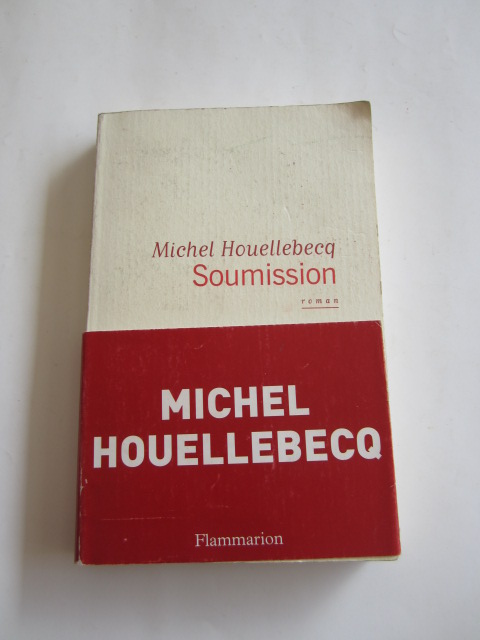 Michel Houellebecq
Soumission
roman
MICHEL
HOUELLEBECQ
Flammarion